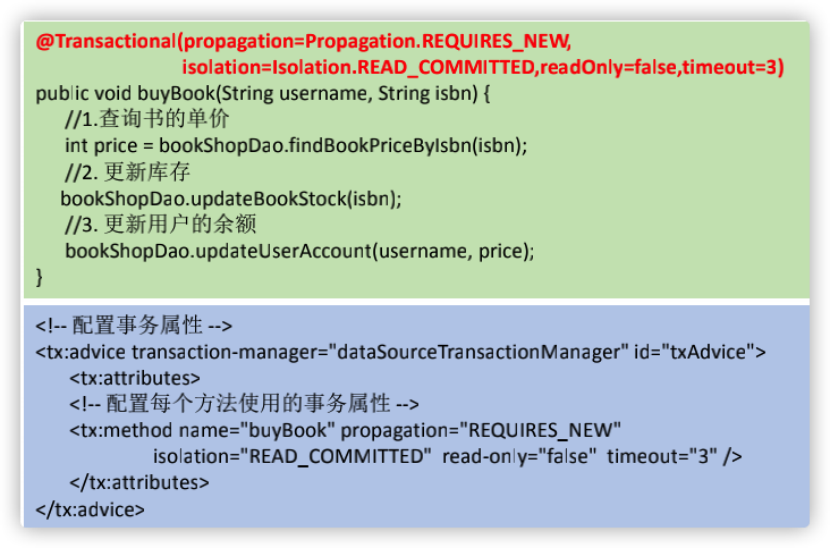 @Transactional(propagation=Propagation.REQUIRES_NEW,
isolation=Isolation.READ_COMMITTED,readOnly=false,timeout=3)
public void buyBook(String username, String isbn) {
//1.查询书的单价
int price = bookShopDao.findBookPriceByIsbn(isbn);
//2. 更新库存
bookShopDao.updateBookStock(isbn);
//3. 更新用户的余额
bookShopDao.updateUserAccount(username, price);
}
<!-- 配置事务属性 -->
<tx:advice transaction-manager="dataSourceTransactionManager" id="txAdvice">
<tx:attributes>
<!-- 配置每个方法使用的事务属性 -->
<tx:method name="buyBook" propagation="REQUIRES_NEW"
isolation="READ_COMMITTED" read-only="false" timeout="3" />
</tx:attributes>
</tx:advice>